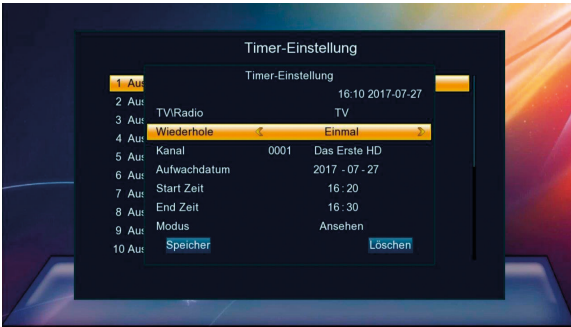 Timer-Einstellung
Timer-Einstellung
16:10 2017-07-27
1 Aus
2 Aus
3 Aus
4 Aus
5 Aus
6 Aus
7 Aus
8 Aus
9 Aus
10 Aus
TV\Radio TV
Wiederhole Einmal
Kanal 0001 Das Erste HD
Aufwachdatum 2017 - 07 - 27
Start Zeit 16 : 20
End Zeit 16 : 30
Modus Ansehen
Speicher Löschen